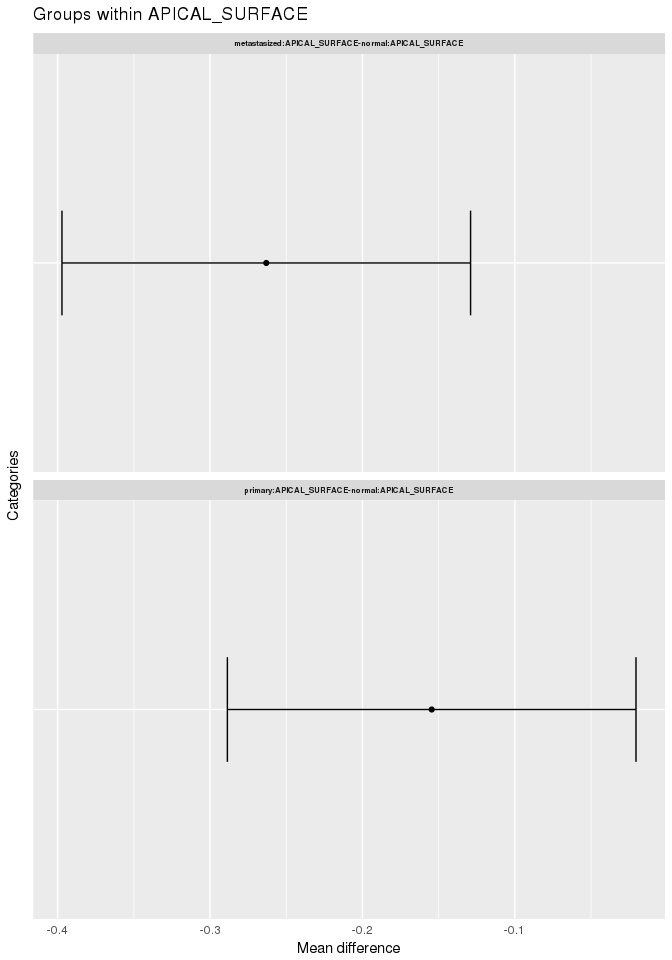 Groups within APICAL_SURFACE
metastasized:APICAL_SURFACE-normal:APICAL_SURFACE
Categories
primary:APICAL_SURFACE-normal:APICAL_SURFACE
-0.4 -0.3 -0.2 -0.1
Mean difference